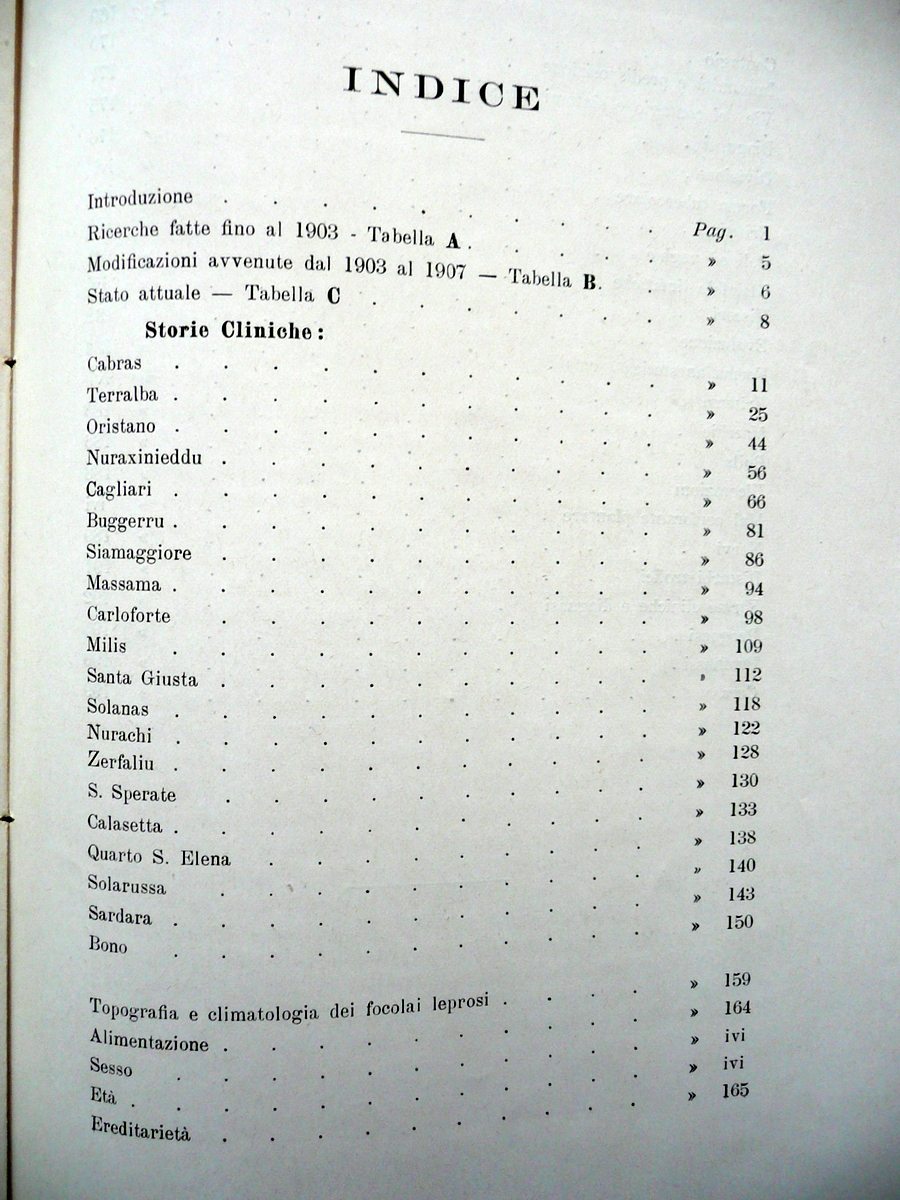 INDICE
Introduzione . . . . . . . . . Pag. 1
Ricerche fatte fino al 1903 - Tabella A . . . . . » 5
Modificazioni avvenute dal 1903 al 1907 — Tabella B. . » 6
Stato attuale — Tabella C . . . . . . . » 8
Storie Cliniche:
Cabras . . . . . . . . . . » 11
Terralba . . . . . . . . . . » 25
Oristano . . . . . . . . . . » 44
Nuraxinieddu . . . . . . . . . » 56
Cagliari . . . . . . . . . . » 66
Buggerru . . . . . . . . . . » 81
Siamaggiore . . . . . . . . . » 86
Massama . . . . . . . . . . » 94
Carloforte . . . . . . . . . » 98
Milis . . . . . . . . . . » 109
Santa Giusta . . . . . . . . . » 112
Solanas . . . . . . . . . . » 118
Nurachi . . . . . . . . . . » 122
Zerfaliu . . . . . . . . . . » 128
S. Sperate . . . . . . . . . » 130
Calasetta . . . . . . . . . . » 133
Quarto S. Elena . . . . . . . . » 138
Solarussa . . . . . . . . . » 140
Sardara . . . . . . . . . . » 143
Bono . . . . . . . . . . » 150
Topografia e climatologia dei focolai leprosi . . . . » 159
Alimentazione . . . . . . . . . » 164
Sesso . . . . . . . . . . » ivi
Età . . . . . . . . . . . » ivi
Ereditarietà . . . . . . . . . » 165